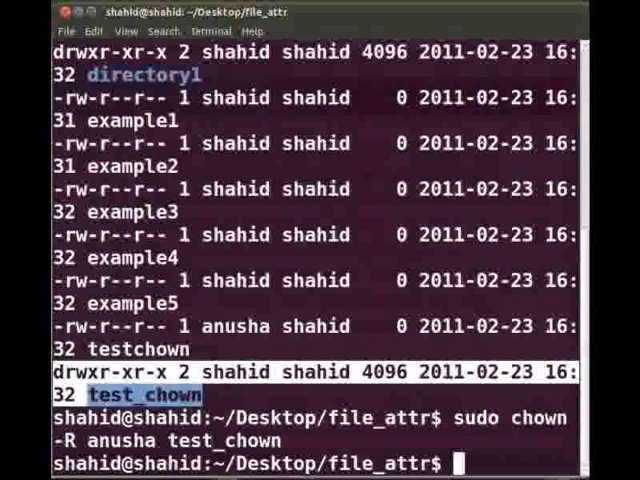 shahid@shahid: ~/Desktop/file_attr
File Edit View Search Terminal Help
drwxr-xr-x 2 shahid shahid 4096 2011-02-23 16:
32 directory1
-rw-r--r-- 1 shahid shahid    0 2011-02-23 16:
31 example1
-rw-r--r-- 1 shahid shahid    0 2011-02-23 16:
31 example2
-rw-r--r-- 1 shahid shahid    0 2011-02-23 16:
32 example3
-rw-r--r-- 1 shahid shahid    0 2011-02-23 16:
32 example4
-rw-r--r-- 1 shahid shahid    0 2011-02-23 16:
32 example5
-rw-r--r-- 1 anusha shahid    0 2011-02-23 16:
32 testchown
drwxr-xr-x 2 shahid shahid 4096 2011-02-23 16:
32 test_chown
shahid@shahid:~/Desktop/file_attr$ sudo chown
-R anusha test_chown
shahid@shahid:~/Desktop/file_attr$